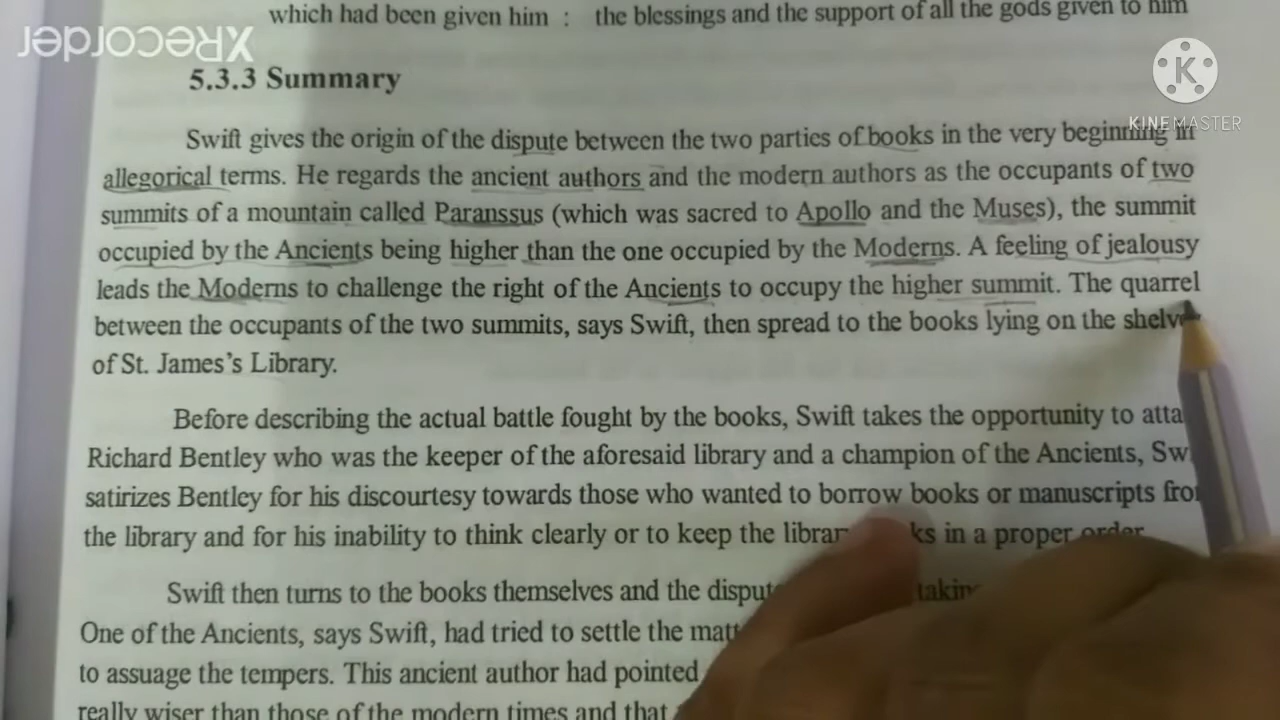 which had been given him : the blessings and the support of all the gods given to him
XRecorder
KINEMASTER
5.3.3 Summary
Swift gives the origin of the dispute between the two parties of books in the very beginning in
allegorical terms. He regards the ancient authors and the modern authors as the occupants of two
summits of a mountain called Paranssus (which was sacred to Apollo and the Muses), the summit
occupied by the Ancients being higher than the one occupied by the Moderns. A feeling of jealousy
leads the Moderns to challenge the right of the Ancients to occupy the higher summit. The quarrel
between the occupants of the two summits, says Swift, then spread to the books lying on the
of St. James's Library.
Before describing the actual battle fought by the books, Swift takes the opportunity to
Richard Bentley who was the keeper of the aforesaid library and a champion of the Ancients,
satirizes Bentley for his discourtesy towards those who wanted to borrow books or manuscripts
the library and for his inability to think clearly or to keep the in a proper order
Swift then turns to the books themselves and the
One of the Ancients, says Swift, had tried to settle the
to assuage the tempers. This ancient author had pointed
really wiser than those of the modern times and that